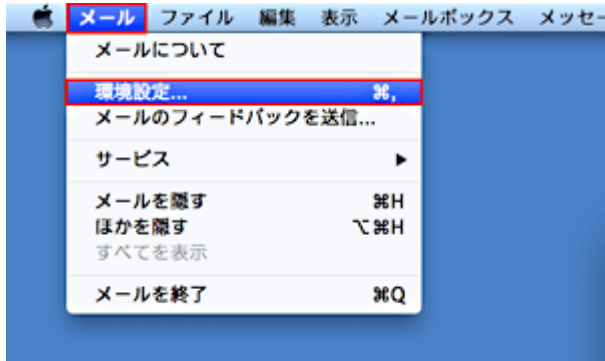 メール ファイル 編集 表示 メールボックス メッセー
メールについて
環境設定... ⌘,
メールのフィードバックを送信...
サービス ▶
メールを隠す ⌘H
ほかを隠す ⌥⌘H
すべてを表示
メールを終了 ⌘Q